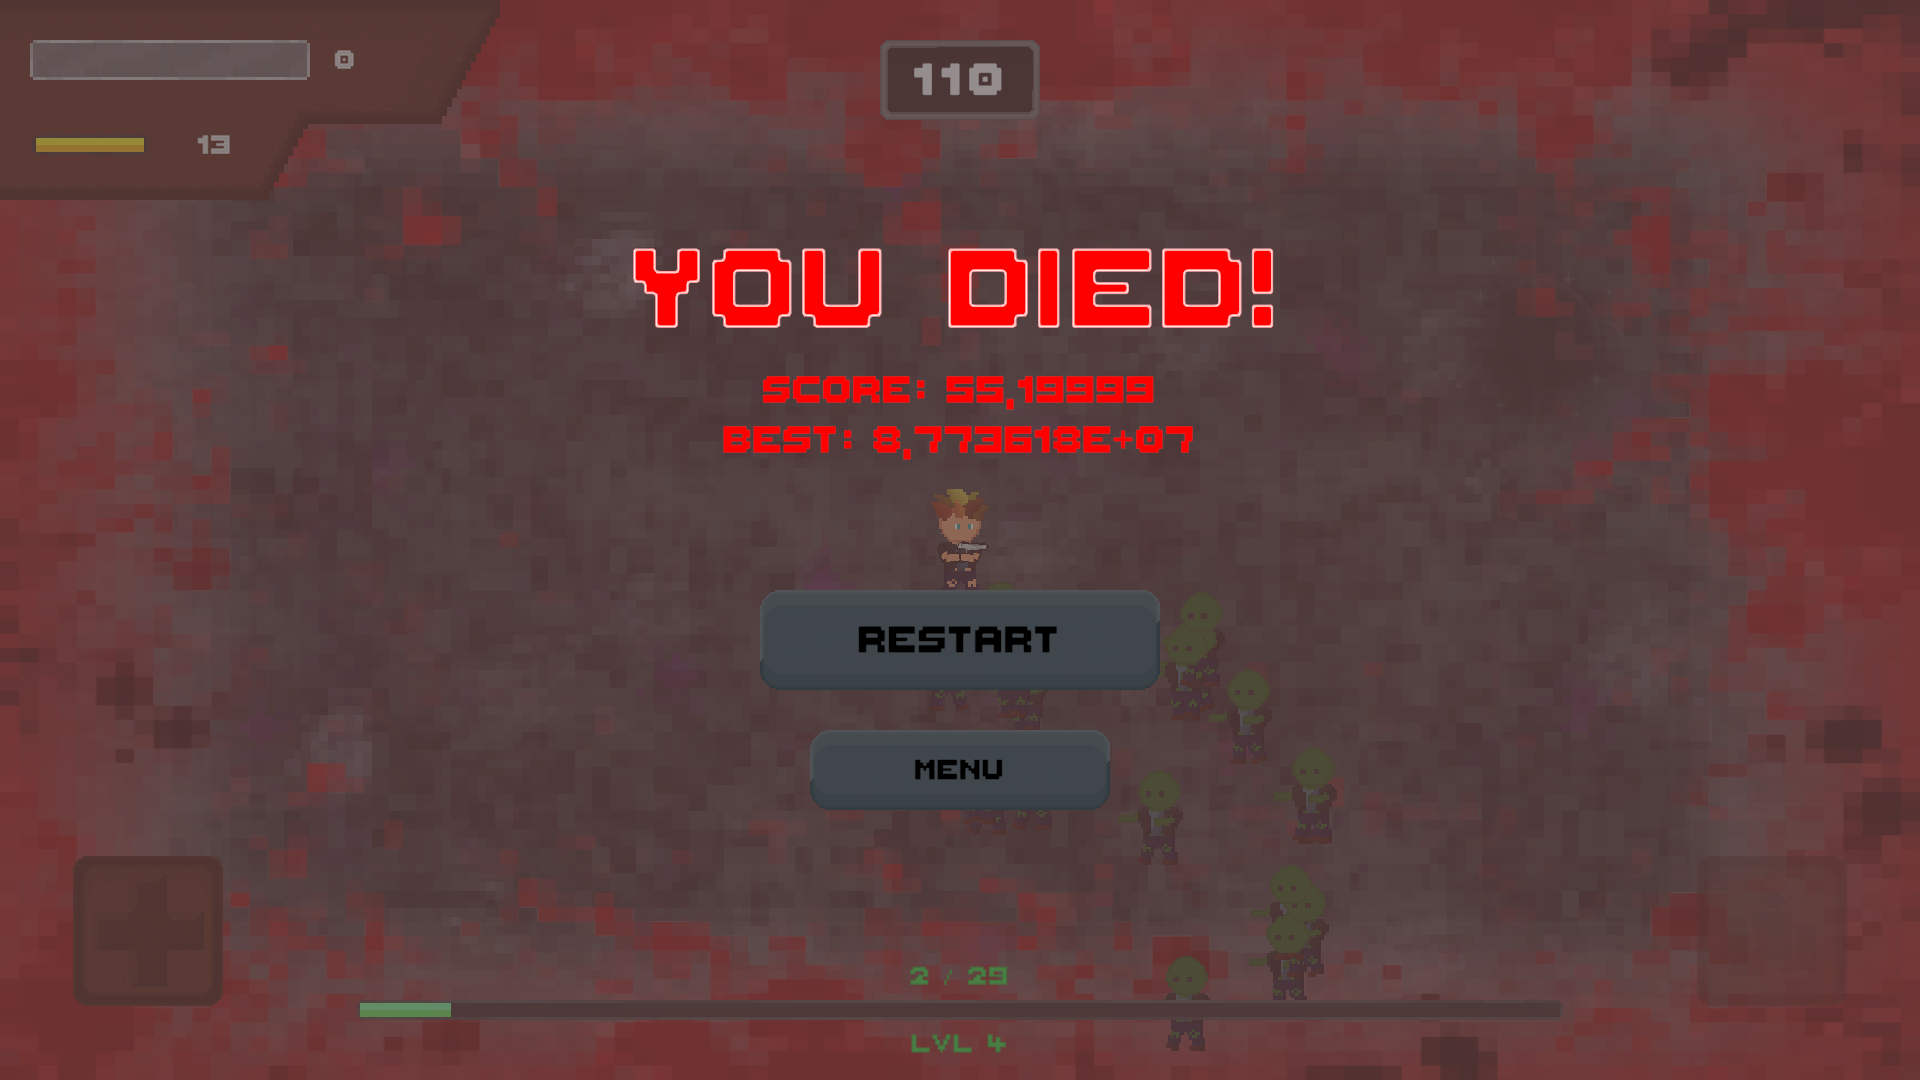 0
110
13
YOU DIED!
SCORE: 55,19999
BEST: 8,773618E+07
RESTART
MENU
2 / 29
LVL 4